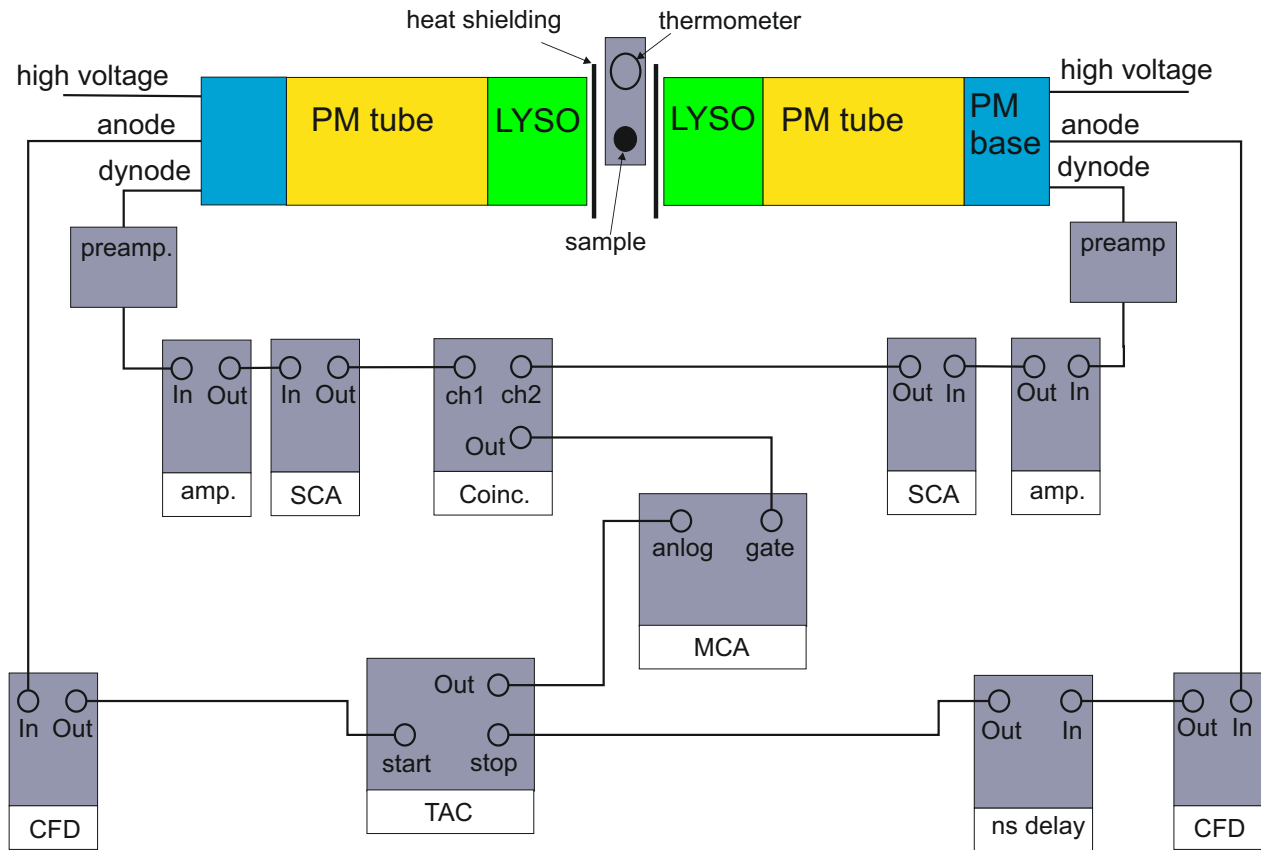 heat shielding
thermometer
high voltage
high voltage
anode
PM tube
LYSO
LYSO
PM tube
PM
base
anode
dynode
dynode
sample
preamp.
preamp
In
Out
In
Out
ch1
ch2
Out
In
Out
In
Out
amp.
SCA
Coinc.
SCA
amp.
anlog
gate
MCA
Out
In
Out
start
stop
Out
In
Out
In
TAC
CFD
ns delay
CFD